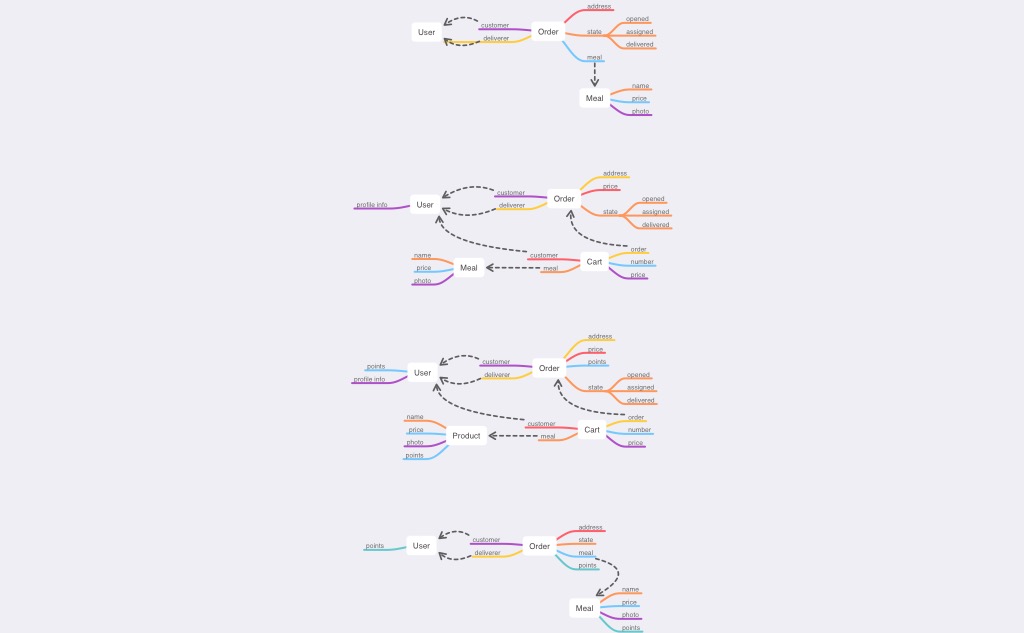 address
opened
customer
User
Order
state
assigned
deliverer
delivered
meal
name
Meal
price
photo
address
price
customer
opened
profile info
User
deliverer
Order
state
assigned
delivered
order
name
customer
Meal
price
meal
Cart
number
photo
price
address
price
points
customer
points
User
Order
opened
profile info
deliverer
state
assigned
delivered
name
order
customer
price
Product
meal
Cart
number
photo
price
points
address
customer
state
points
User
Order
deliverer
meal
points
name
price
Meal
photo
points